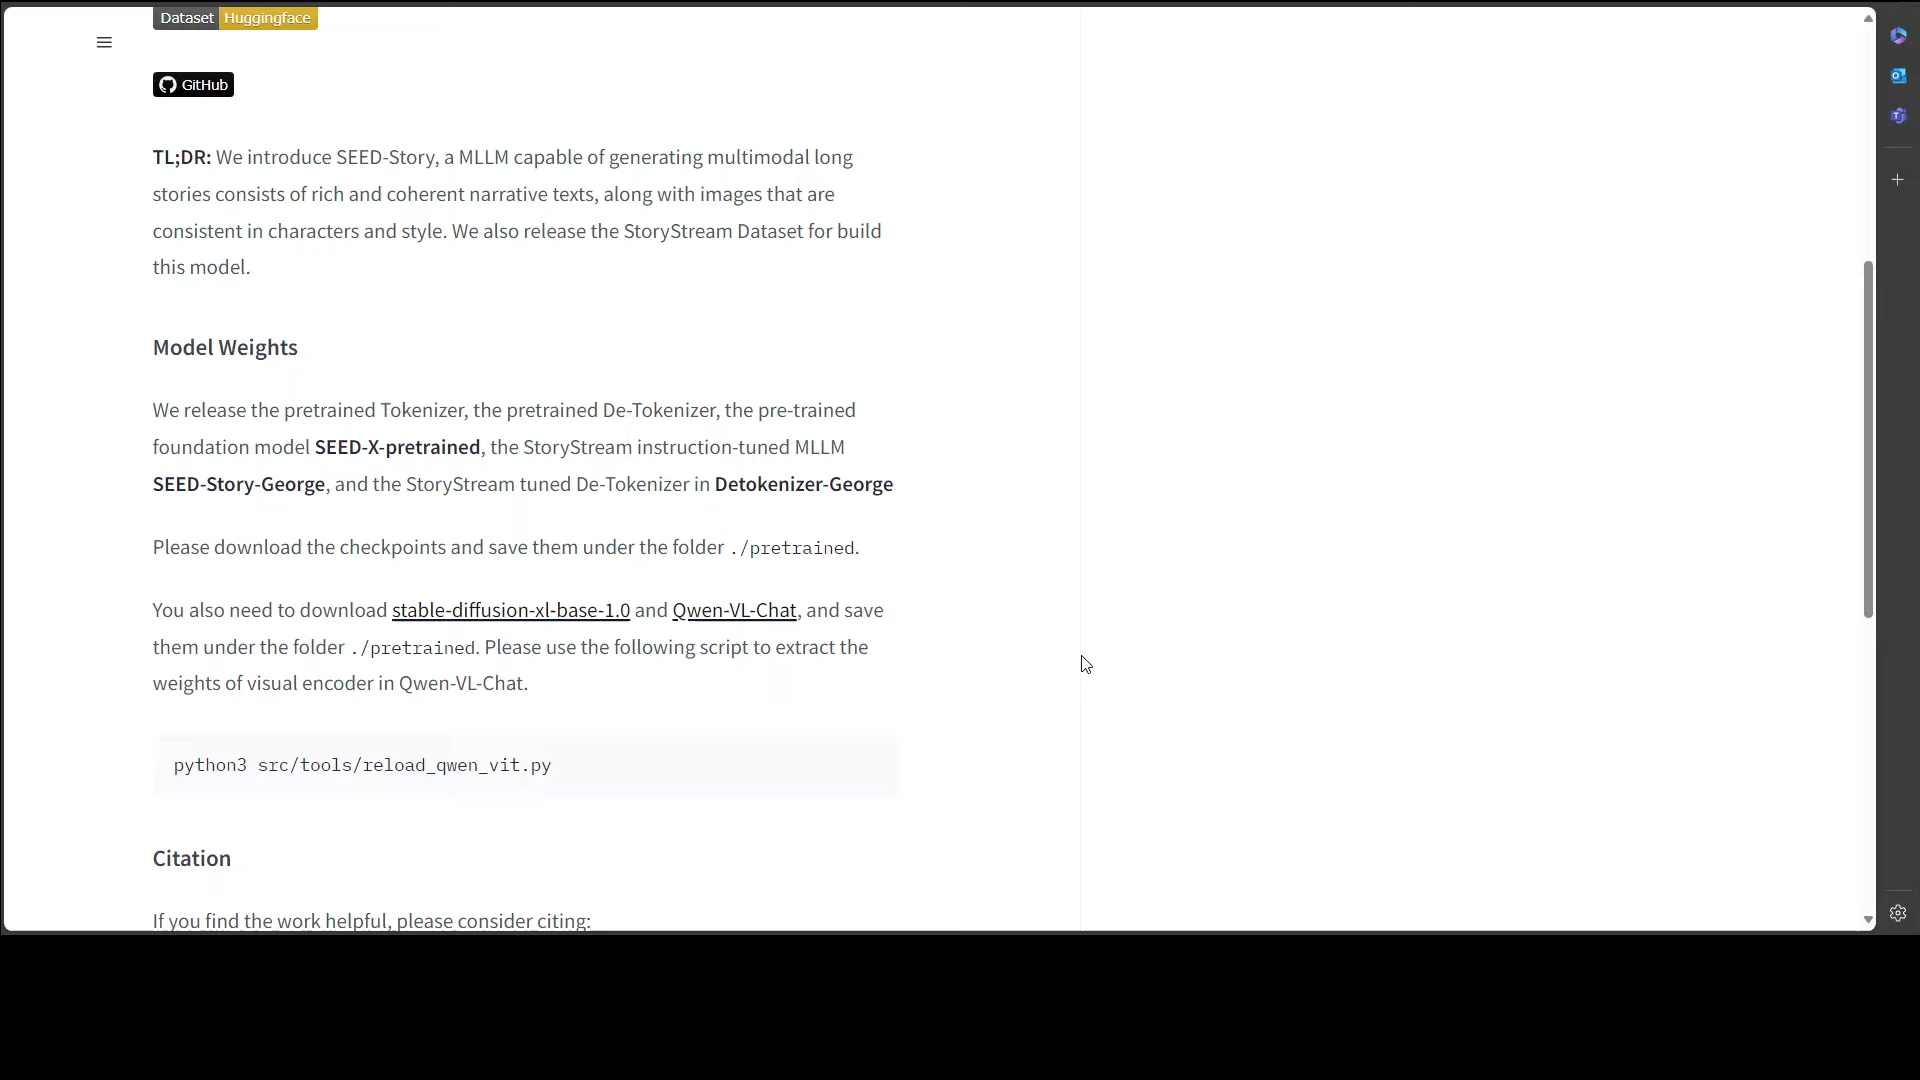 Dataset Huggingface
GitHub
TL;DR: We introduce SEED-Story, a MLLM capable of generating multimodal long
stories consists of rich and coherent narrative texts, along with images that are
consistent in characters and style. We also release the StoryStream Dataset for build
this model.
Model Weights
We release the pretrained Tokenizer, the pretrained De-Tokenizer, the pre-trained
foundation model SEED-X-pretrained, the StoryStream instruction-tuned MLLM
SEED-Story-George, and the StoryStream tuned De-Tokenizer in Detokenizer-George
Please download the checkpoints and save them under the folder ./pretrained.
You also need to download stable-diffusion-xl-base-1.0 and Qwen-VL-Chat, and save
them under the folder ./pretrained. Please use the following script to extract the
weights of visual encoder in Qwen-VL-Chat.
python3 src/tools/reload_qwen_vit.py
Citation
If you find the work helpful, please consider citing: